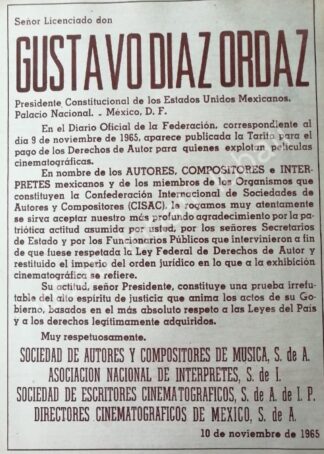 Señor Licenciado don
GUSTAVO DIAZ ORDAZ
Presidente Constitucional de los Estados Unidos Mexicanos.
Palacio Nacional. - México, D. F.
En el Diario Oficial de la Federación, correspondiente al
día 9 de noviembre de 1965, aparece publicada la Tarifa para el
pago de los Derechos de Autor para quienes explotan películas
cinematográficas.
En nombre de los AUTORES, COMPOSITORES e INTER-
PRETES mexicanos y de los miembros de los Organismos que
constituyen la Confederación Internacional de Sociedades de
Autores y Compositores (CISAC), le rogamos muy atentamente
se sirva aceptar nuestro más profundo agradecimiento por la pa-
triótica actitud asumida por usted, por los señores Secretarios
de Estado y por los Funcionarios Públicos que intervinieron a fin
de que fuese respetada la Ley Federal de Derechos de Autor y
restituído el imperio del orden jurídico en lo que a la exhibición
cinematográfica se refiere.
Su actitud, señor Presidente, constituye una prueba irrefu-
table del alto espíritu de justicia que anima los actos de su Go-
bierno, basados en el más absoluto respeto a las Leyes del País
y a los derechos legítimamente adquiridos.
Muy respetuosamente.
SOCIEDAD DE AUTORES Y COMPOSITORES DE MUSICA, S. de A.
ASOCIACION NACIONAL DE INTERPRETES, S. de I.
SOCIEDAD DE ESCRITORES CINEMATOGRAFICOS, S. de A. de I. P.
DIRECTORES CINEMATOGRAFICOS DE MEXICO, S. de A.
10 de noviembre de 1965